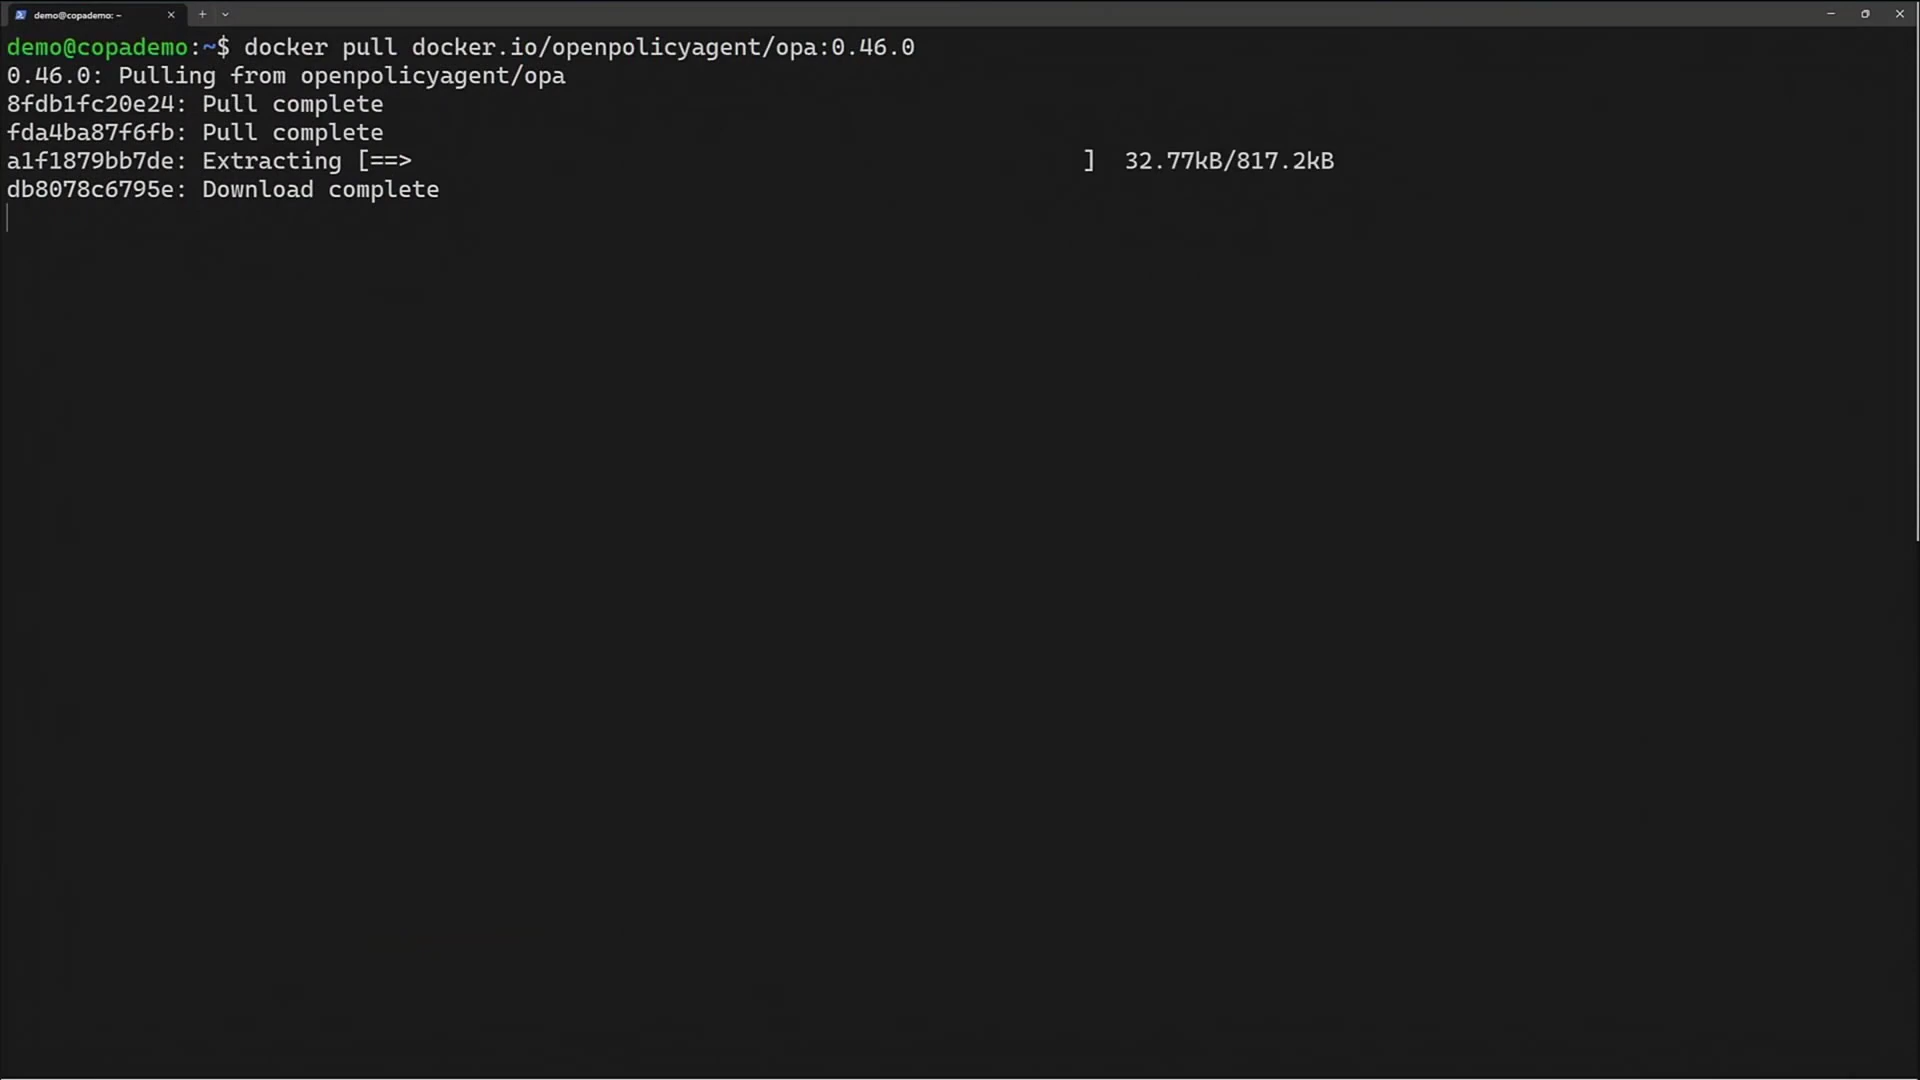 demo@copademo: ~
demo@copademo:~$ docker pull docker.io/openpolicyagent/opa:0.46.0
0.46.0: Pulling from openpolicyagent/opa
8fdb1fc20e24: Pull complete
fda4ba87f6fb: Pull complete
a1f1879bb7de: Extracting [==>                                                ]  32.77kB/817.2kB
db8078c6795e: Download complete